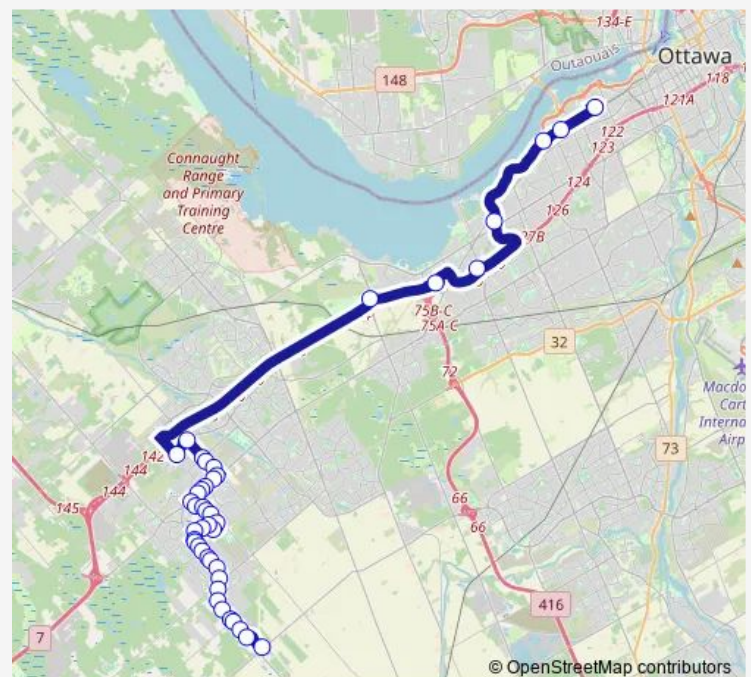 134-E
Outaouais
Ottawa
148
118
121A
122
123
Connaught
Range
and Primary
Training
Centre
124
126
27B
75B-C
75A-C
32
72
Macdo
Cart
Interna
Airp
73
142
144
144
145
66
66
416
7
© OpenStreetMap contributors